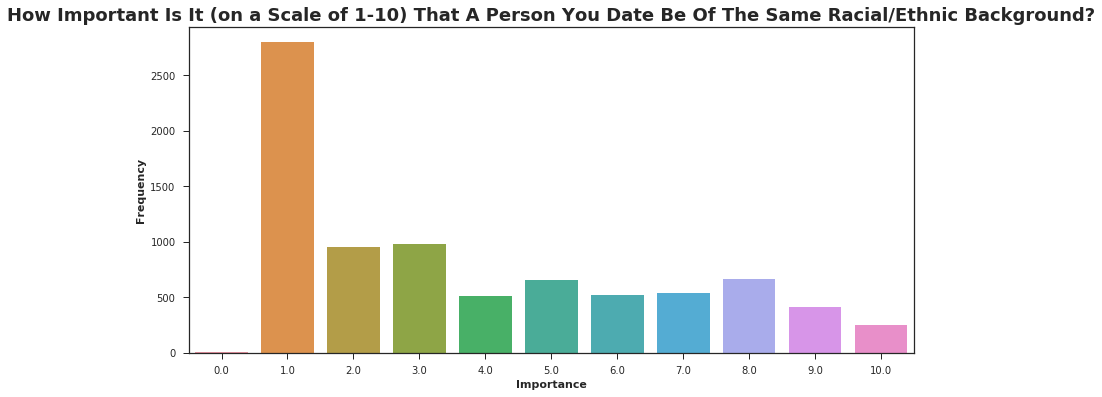 How Important Is It (on a Scale of 1-10) That A Person You Date Be Of The Same Racial/Ethnic Background?
2500
2000
1500
1000
500
0
Frequency
0.0 1.0 2.0 3.0 4.0 5.0 6.0 7.0 8.0 9.0 10.0
Importance